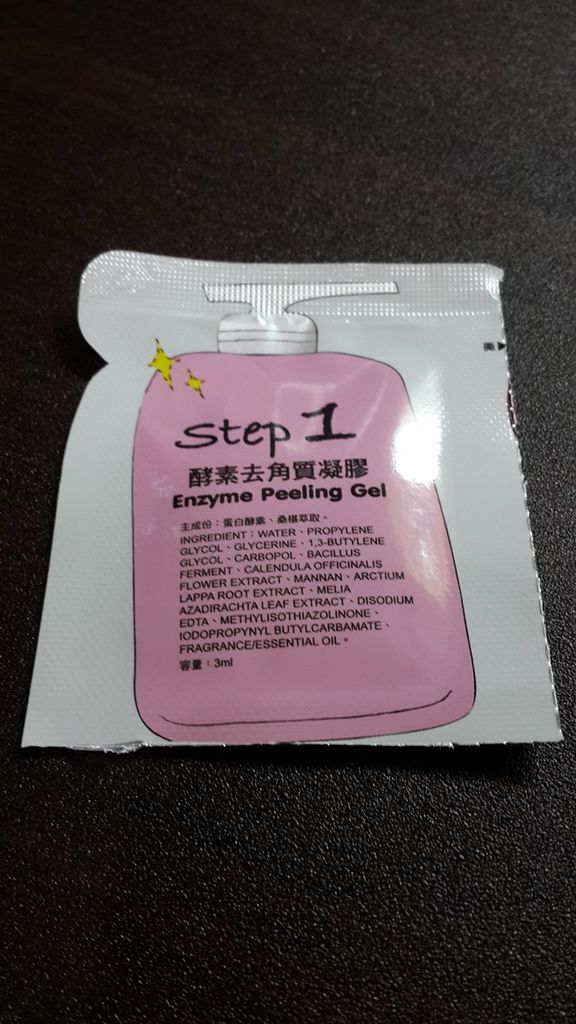 撕▶
Step 1
酵素去角質凝膠
Enzyme Peeling Gel
主成份：蛋白酵素、桑椹萃取。
INGREDIENT：WATER、PROPYLENE
GLYCOL、GLYCERINE、1,3-BUTYLENE
GLYCOL、CARBOPOL、BACILLUS
FERMENT、CALENDULA OFFICINALIS
FLOWER EXTRACT、MANNAN、ARCTIUM
LAPPA ROOT EXTRACT、MELIA
AZADIRACHTA LEAF EXTRACT、DISODIUM
EDTA、METHYLISOTHIAZOLINONE、
IODOPROPYNYL BUTYLCARBAMATE、
FRAGRANCE/ESSENTIAL OIL。
容量：3ml